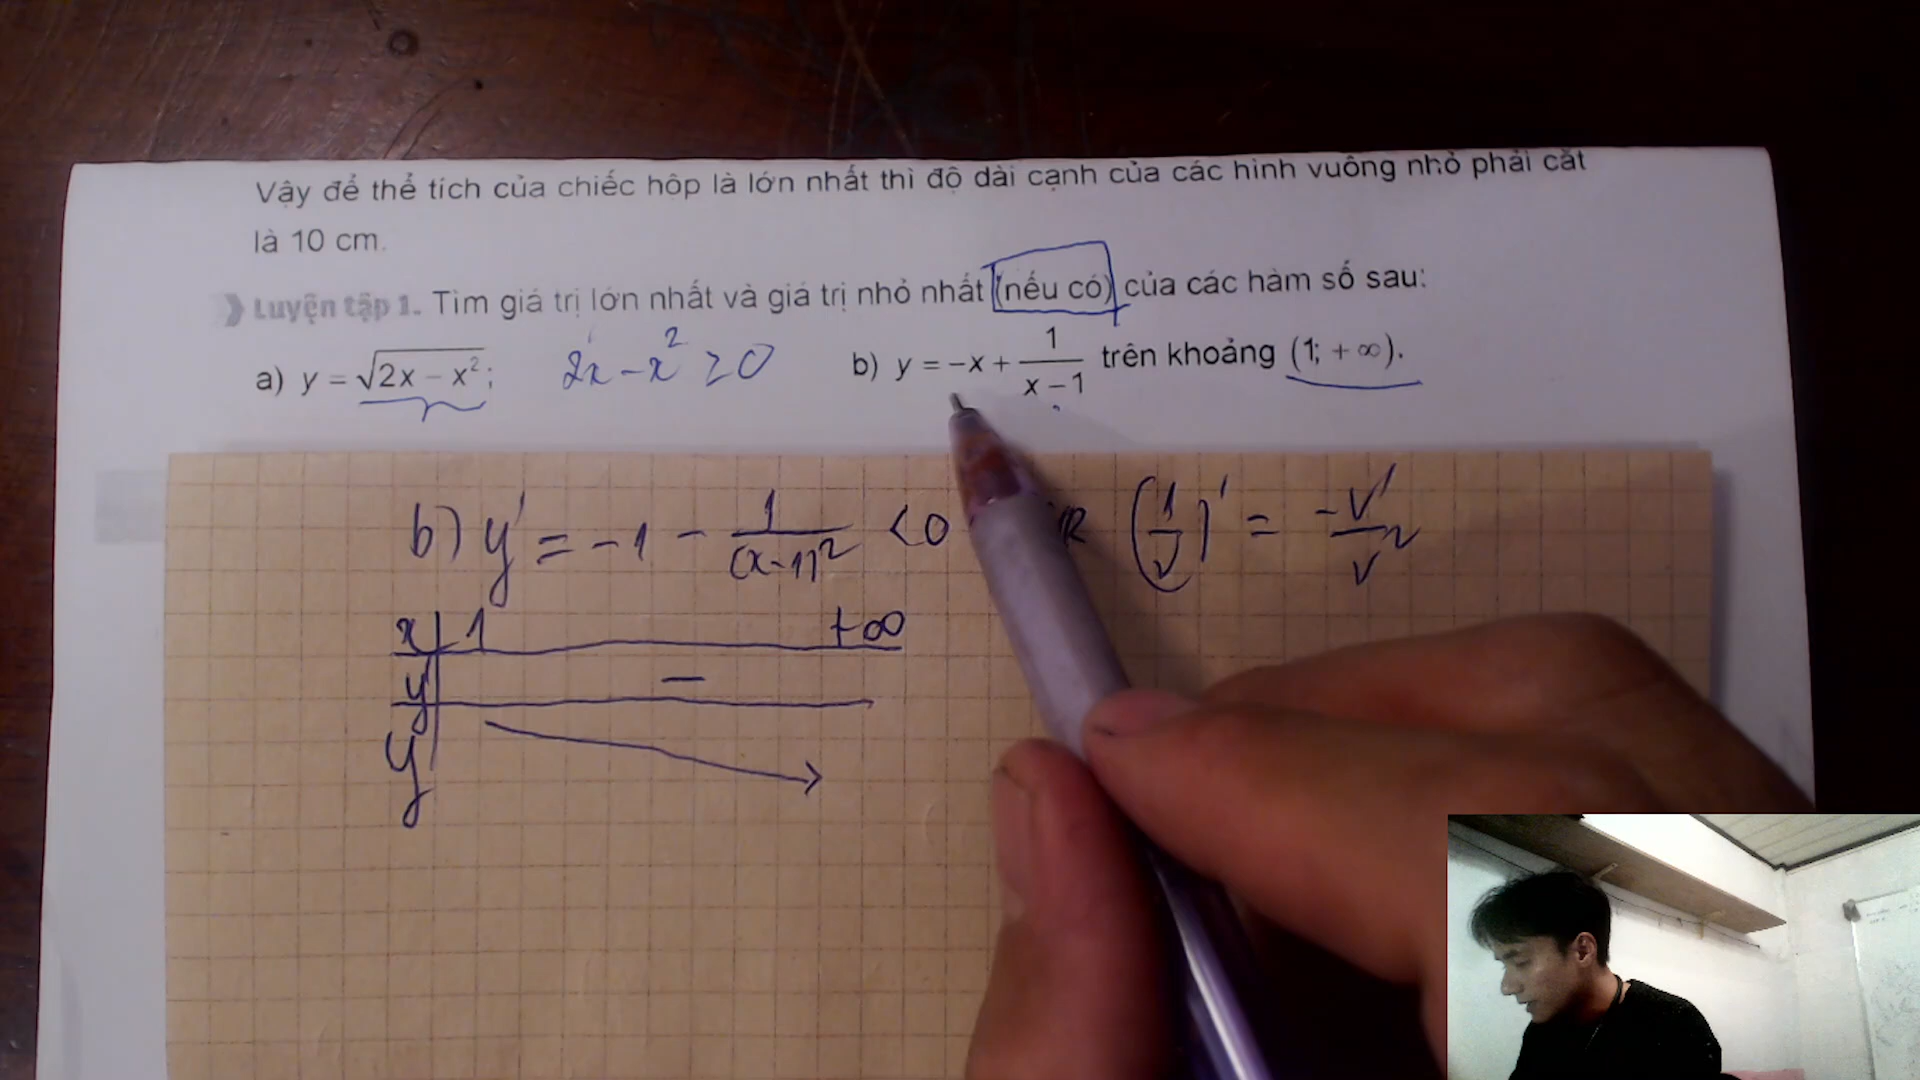 Vậy để thể tích của chiếc hộp là lớn nhất thì độ dài cạnh của các hình vuông nhỏ phải cắt
là 10 cm.
Luyện tập 1. Tìm giá trị lớn nhất và giá trị nhỏ nhất (nếu có) của các hàm số sau:
a) y = √(2x − x²); 2x − x² ≥ 0 b) y = −x + 1/(x − 1) trên khoảng (1; +∞).
b) y' = −1 − 1/(x−1)² < 0 R (1/v)' = −v'/v²
x 1 +∞
y' −
y